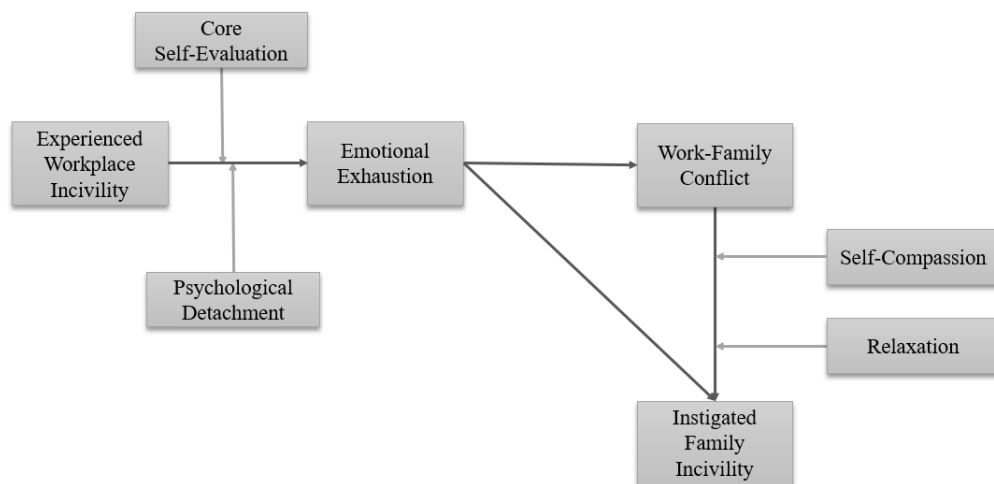 Core
Self-Evaluation
Experienced
Workplace
Incivility
Emotional
Exhaustion
Work-Family
Conflict
Psychological
Detachment
Self-Compassion
Relaxation
Instigated
Family
Incivility